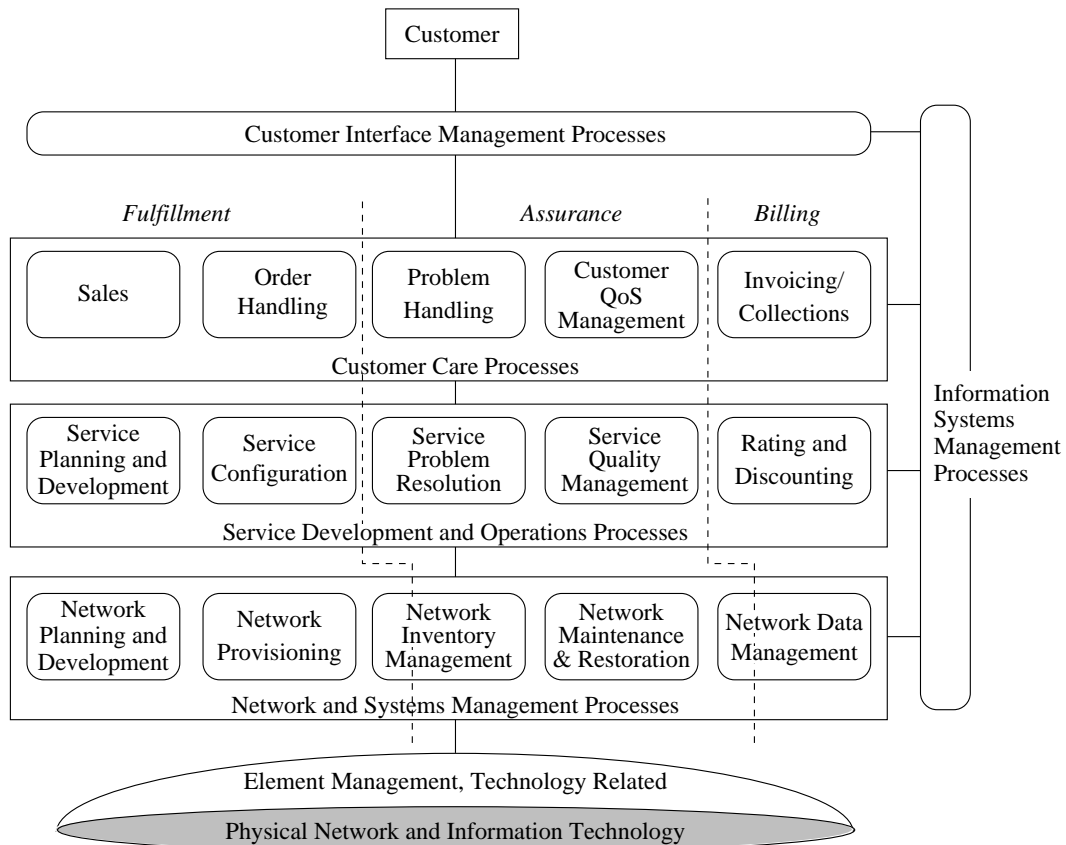 Customer
Customer Interface Management Processes
Fulfillment
Assurance
Billing
Sales
Order
Handling
Problem
Handling
Customer
QoS
Management
Invoicing/
Collections
Customer Care Processes
Service
Planning and
Development
Service
Configuration
Service
Problem
Resolution
Service
Quality
Management
Rating and
Discounting
Service Development and Operations Processes
Network
Planning and
Development
Network
Provisioning
Network
Inventory
Management
Network
Maintenance
& Restoration
Network Data
Management
Network and Systems Management Processes
Information
Systems
Management
Processes
Element Management, Technology Related
Physical Network and Information Technology